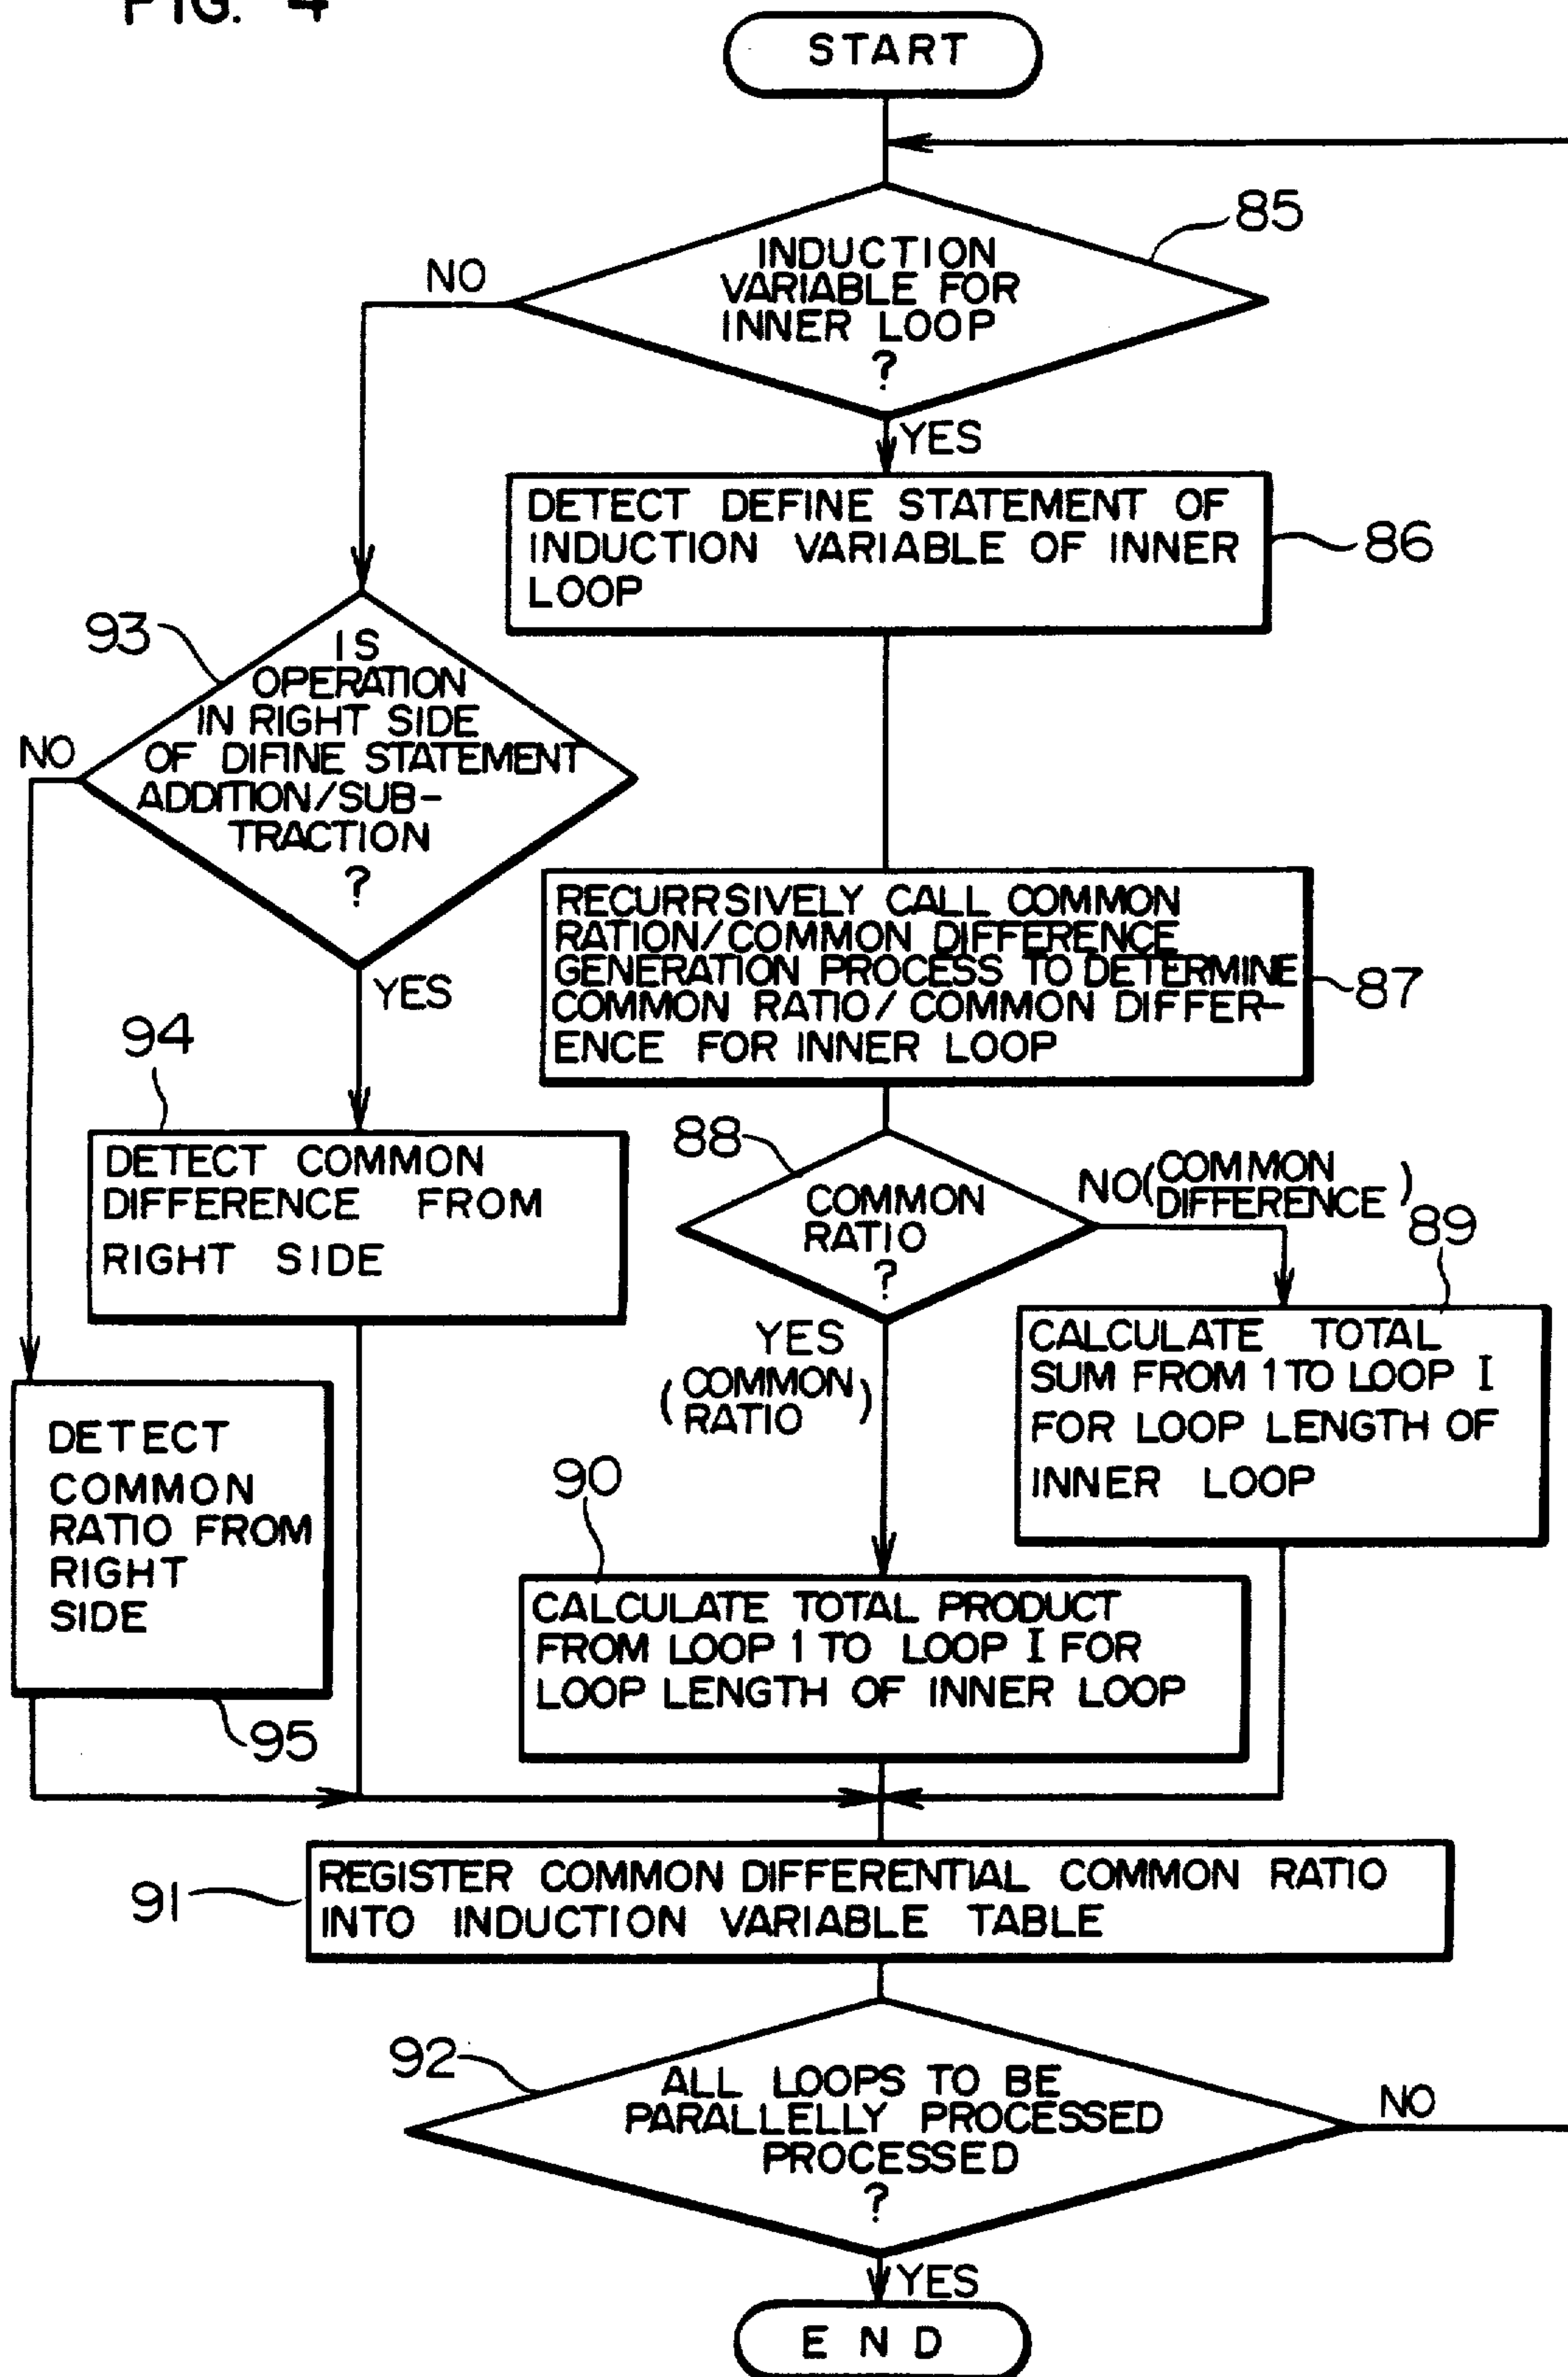 FIG. 4
START
85
INDUCTION
VARIABLE FOR
INNER LOOP
?
NO
YES
DETECT DEFINE STATEMENT OF
INDUCTION VARIABLE OF INNER
LOOP
86
93
IS
OPERATION
IN RIGHT SIDE
OF DIFINE STATEMENT
ADDITION/SUB-
TRACTION
?
NO
YES
RECURRSIVELY CALL COMMON
RATION/COMMON DIFFERENCE
GENERATION PROCESS TO DETERMINE
COMMON RATIO/COMMON DIFFER-
ENCE FOR INNER LOOP
87
94
DETECT COMMON
DIFFERENCE FROM
RIGHT SIDE
88
COMMON
RATIO
?
NO (COMMON
DIFFERENCE)
89
YES
(COMMON
RATIO)
CALCULATE TOTAL
SUM FROM 1 TO LOOP I
FOR LOOP LENGTH OF
INNER LOOP
DETECT
COMMON
RATIO FROM
RIGHT
SIDE
95
90
CALCULATE TOTAL PRODUCT
FROM LOOP 1 TO LOOP I FOR
LOOP LENGTH OF INNER LOOP
91
REGISTER COMMON DIFFERENTIAL COMMON RATIO
INTO INDUCTION VARIABLE TABLE
92
ALL LOOPS TO BE
PARALLELLY PROCESSED
PROCESSED
?
NO
YES
END